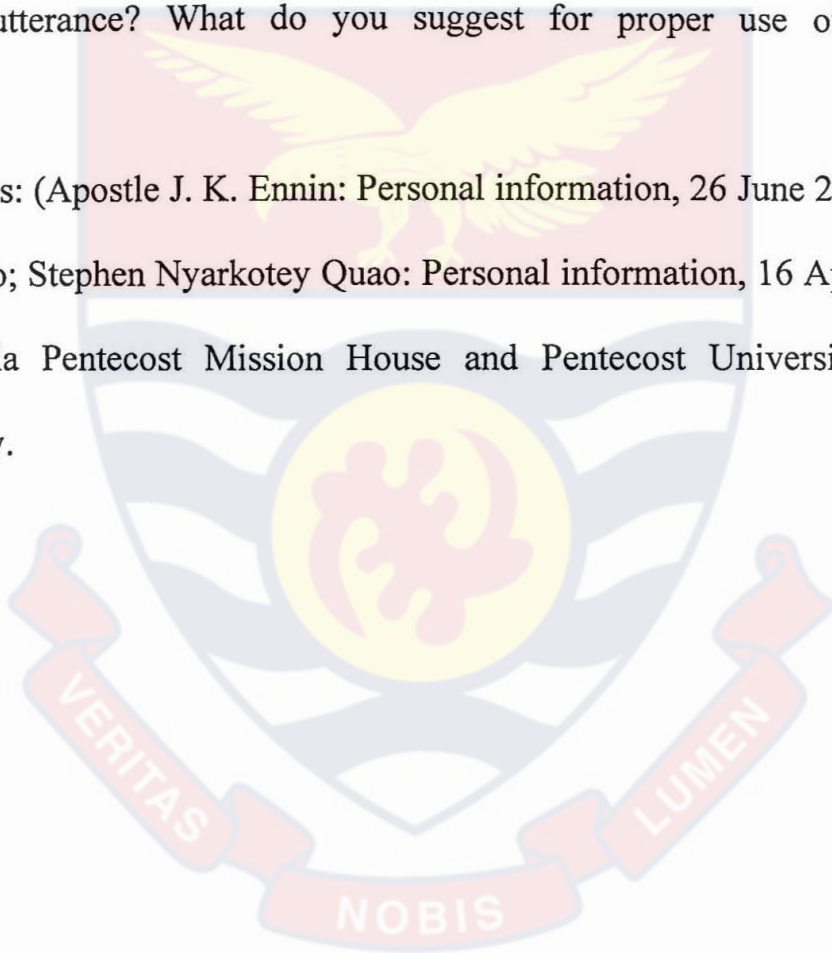 utterance? What do you suggest for proper use o
s: (Apostle J. K. Ennin: Personal information, 26 June 2
o; Stephen Nyarkotey Quao: Personal information, 16 A
ia Pentecost Mission House and Pentecost Universi
y.
VERITAS
NOBIS
LUMEN